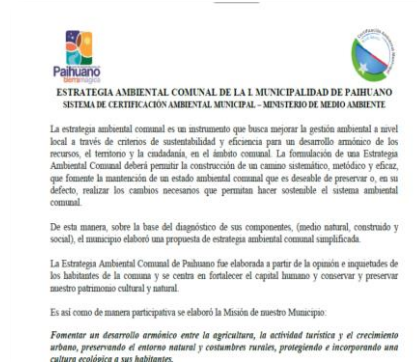 Paihuano
tierra mágica
ESTRATEGIA AMBIENTAL COMUNAL DE LA I. MUNICIPALIDAD DE PAIHUANO
SISTEMA DE CERTIFICACIÓN AMBIENTAL MUNICIPAL – MINISTERIO DE MEDIO AMBIENTE
La estrategia ambiental comunal es un instrumento que busca mejorar la gestión ambiental a nivel
local a través de criterios de sustentabilidad y eficiencia para un desarrollo armónico de los
recursos, el territorio y la ciudadanía, en el ámbito comunal. La formulación de una Estrategia
Ambiental Comunal deberá permitir la construcción de un camino sistemático, metódico y eficaz,
que fomente la mantención de un estado ambiental comunal que es deseable de preservar o, en su
defecto, realizar los cambios necesarios que permitan hacer sostenible el sistema ambiental
comunal.
De esta manera, sobre la base del diagnóstico de sus componentes, (medio natural, construido y
social), el municipio elaboró una propuesta de estrategia ambiental comunal simplificada.
La Estrategia Ambiental Comunal de Paihuano fue elaborada a partir de la opinión e inquietudes de
los habitantes de la comuna y se centra en fortalecer el capital humano y conservar y preservar
nuestro patrimonio cultural y natural.
Es así como de manera participativa se elaboró la Misión de nuestro Municipio:
Fomentar un desarrollo armónico entre la agricultura, la actividad turística y el crecimiento
urbano, preservando el entorno natural y costumbres rurales, protegiendo e incorporando una
cultura ecológica a sus habitantes.